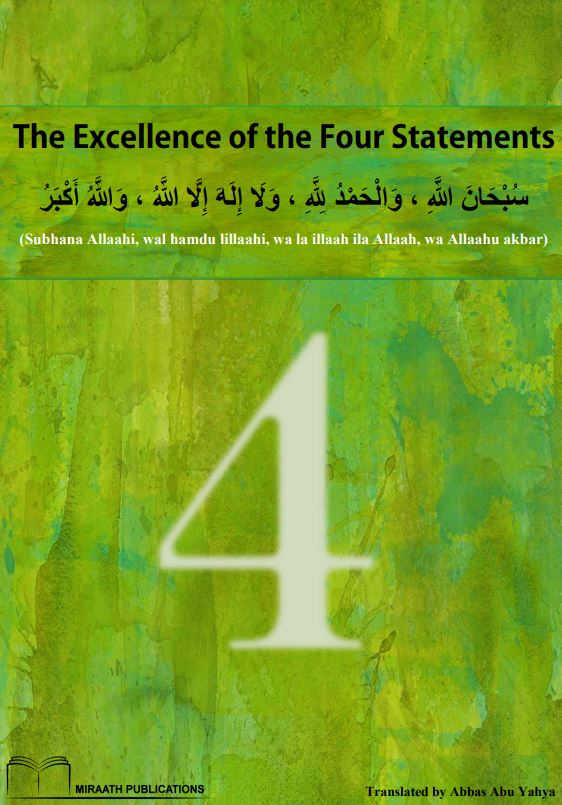 The Excellence of the Four Statements
سُبْحَانَ اللَّهِ ، وَالْحَمْدُ لِلَّهِ ، وَلَا إِلَهَ إِلَّا اللَّهُ ، وَاللَّهُ أَكْبَرُ
(Subhana Allaahi, wal hamdu lillaahi, wa la illaah ila Allaah, wa Allaahu akbar)
4
MIRAATH PUBLICATIONS
Translated by Abbas Abu Yahya